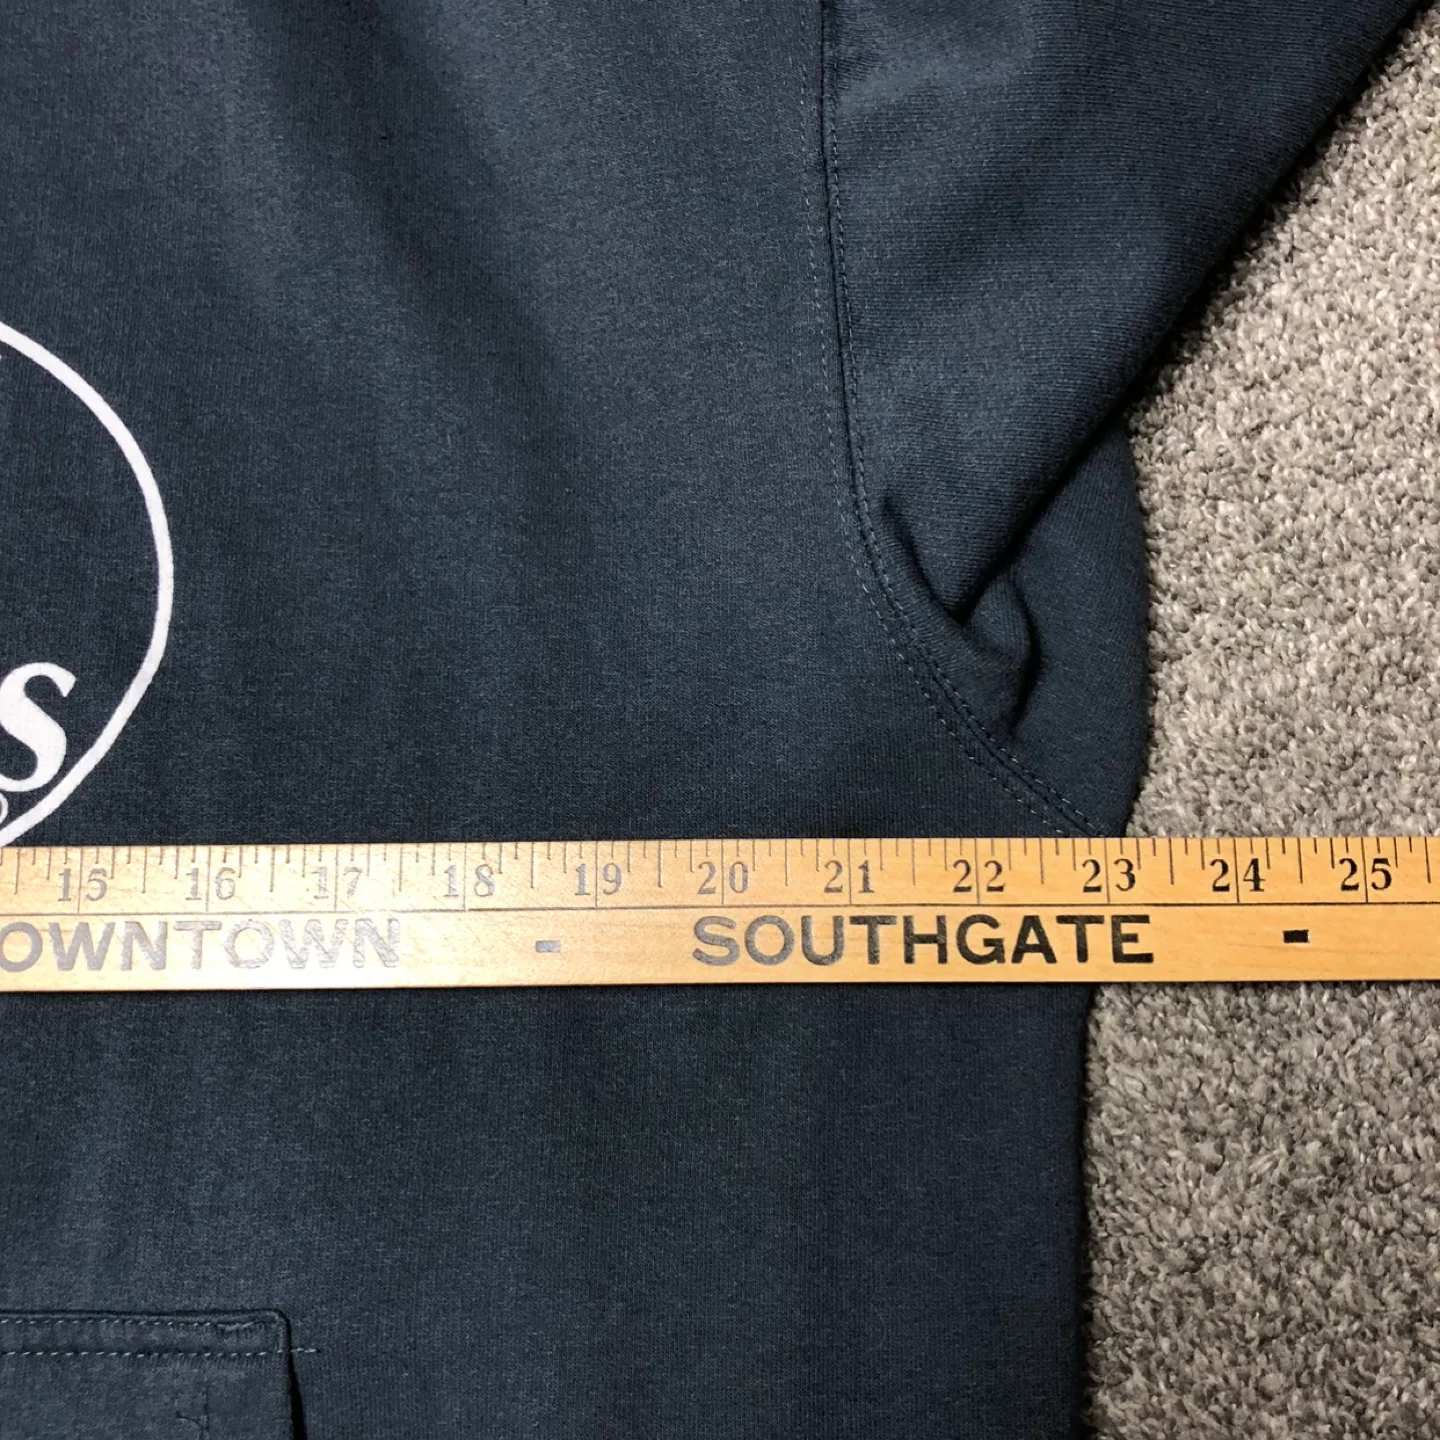 S
15 16 17 18 19 20 21 22 23 24 25
OWNTOWN - SOUTHGATE -